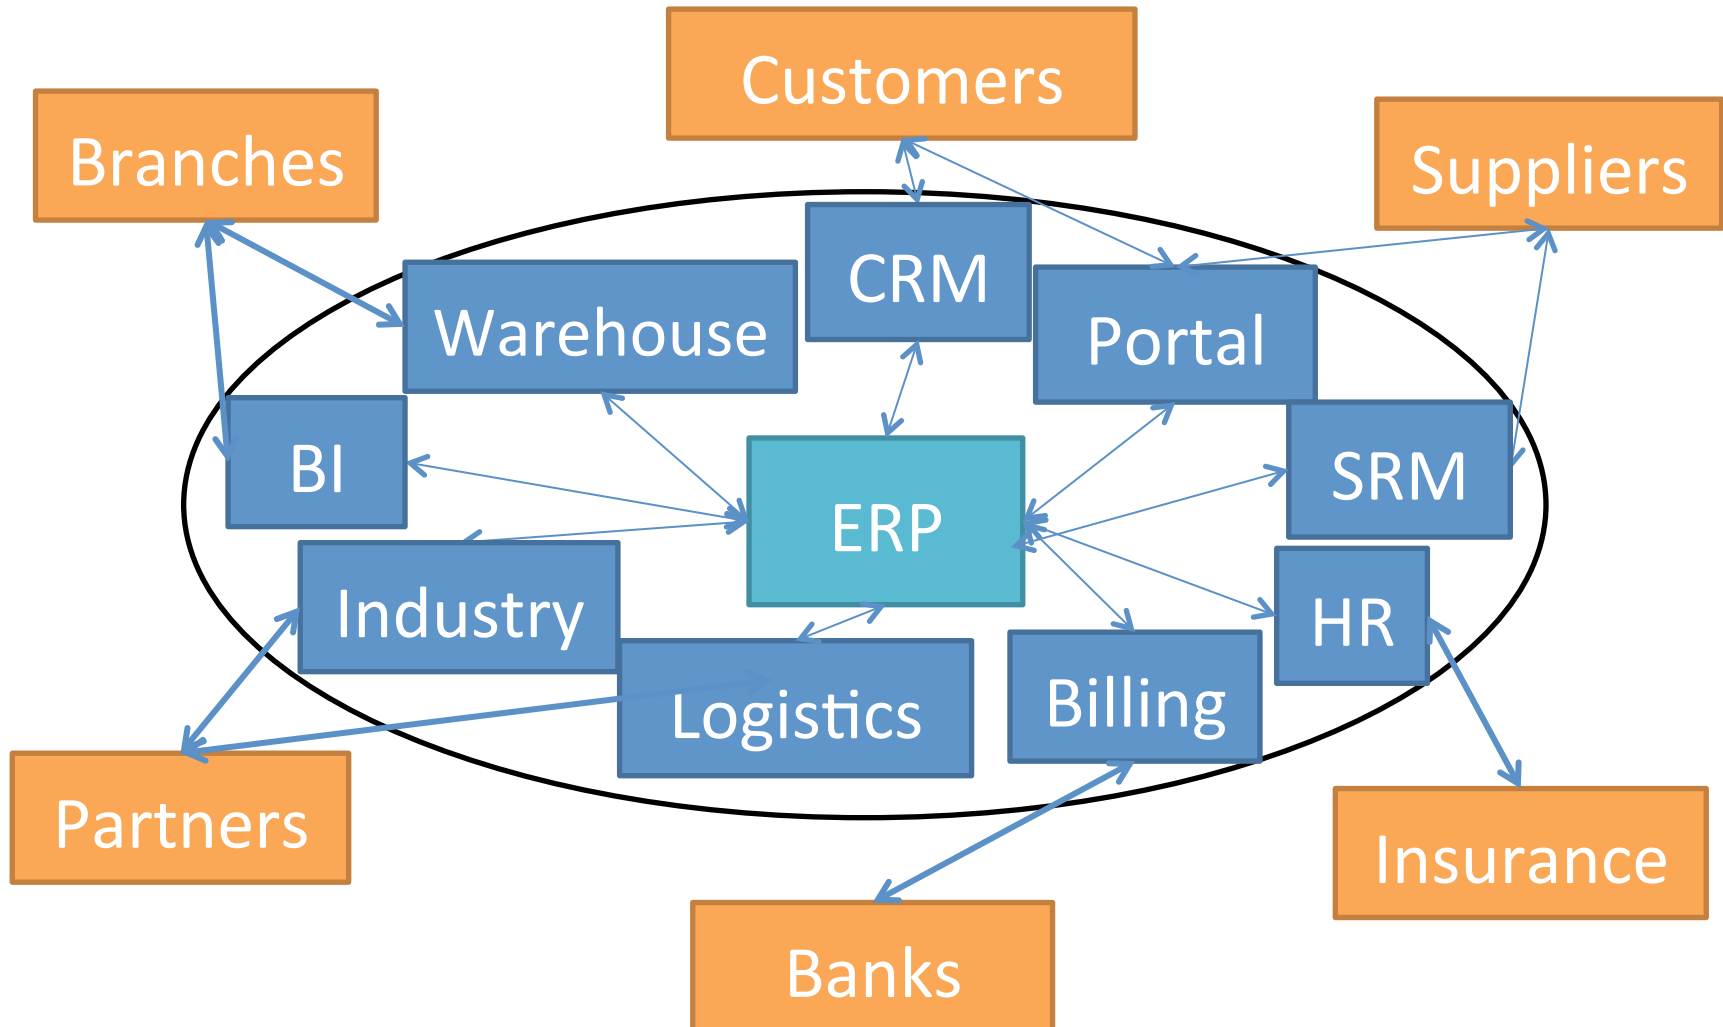 Customers
Branches
Suppliers
CRM
Warehouse
Portal
BI
SRM
ERP
Industry
HR
Logistics
Billing
Partners
Insurance
Banks